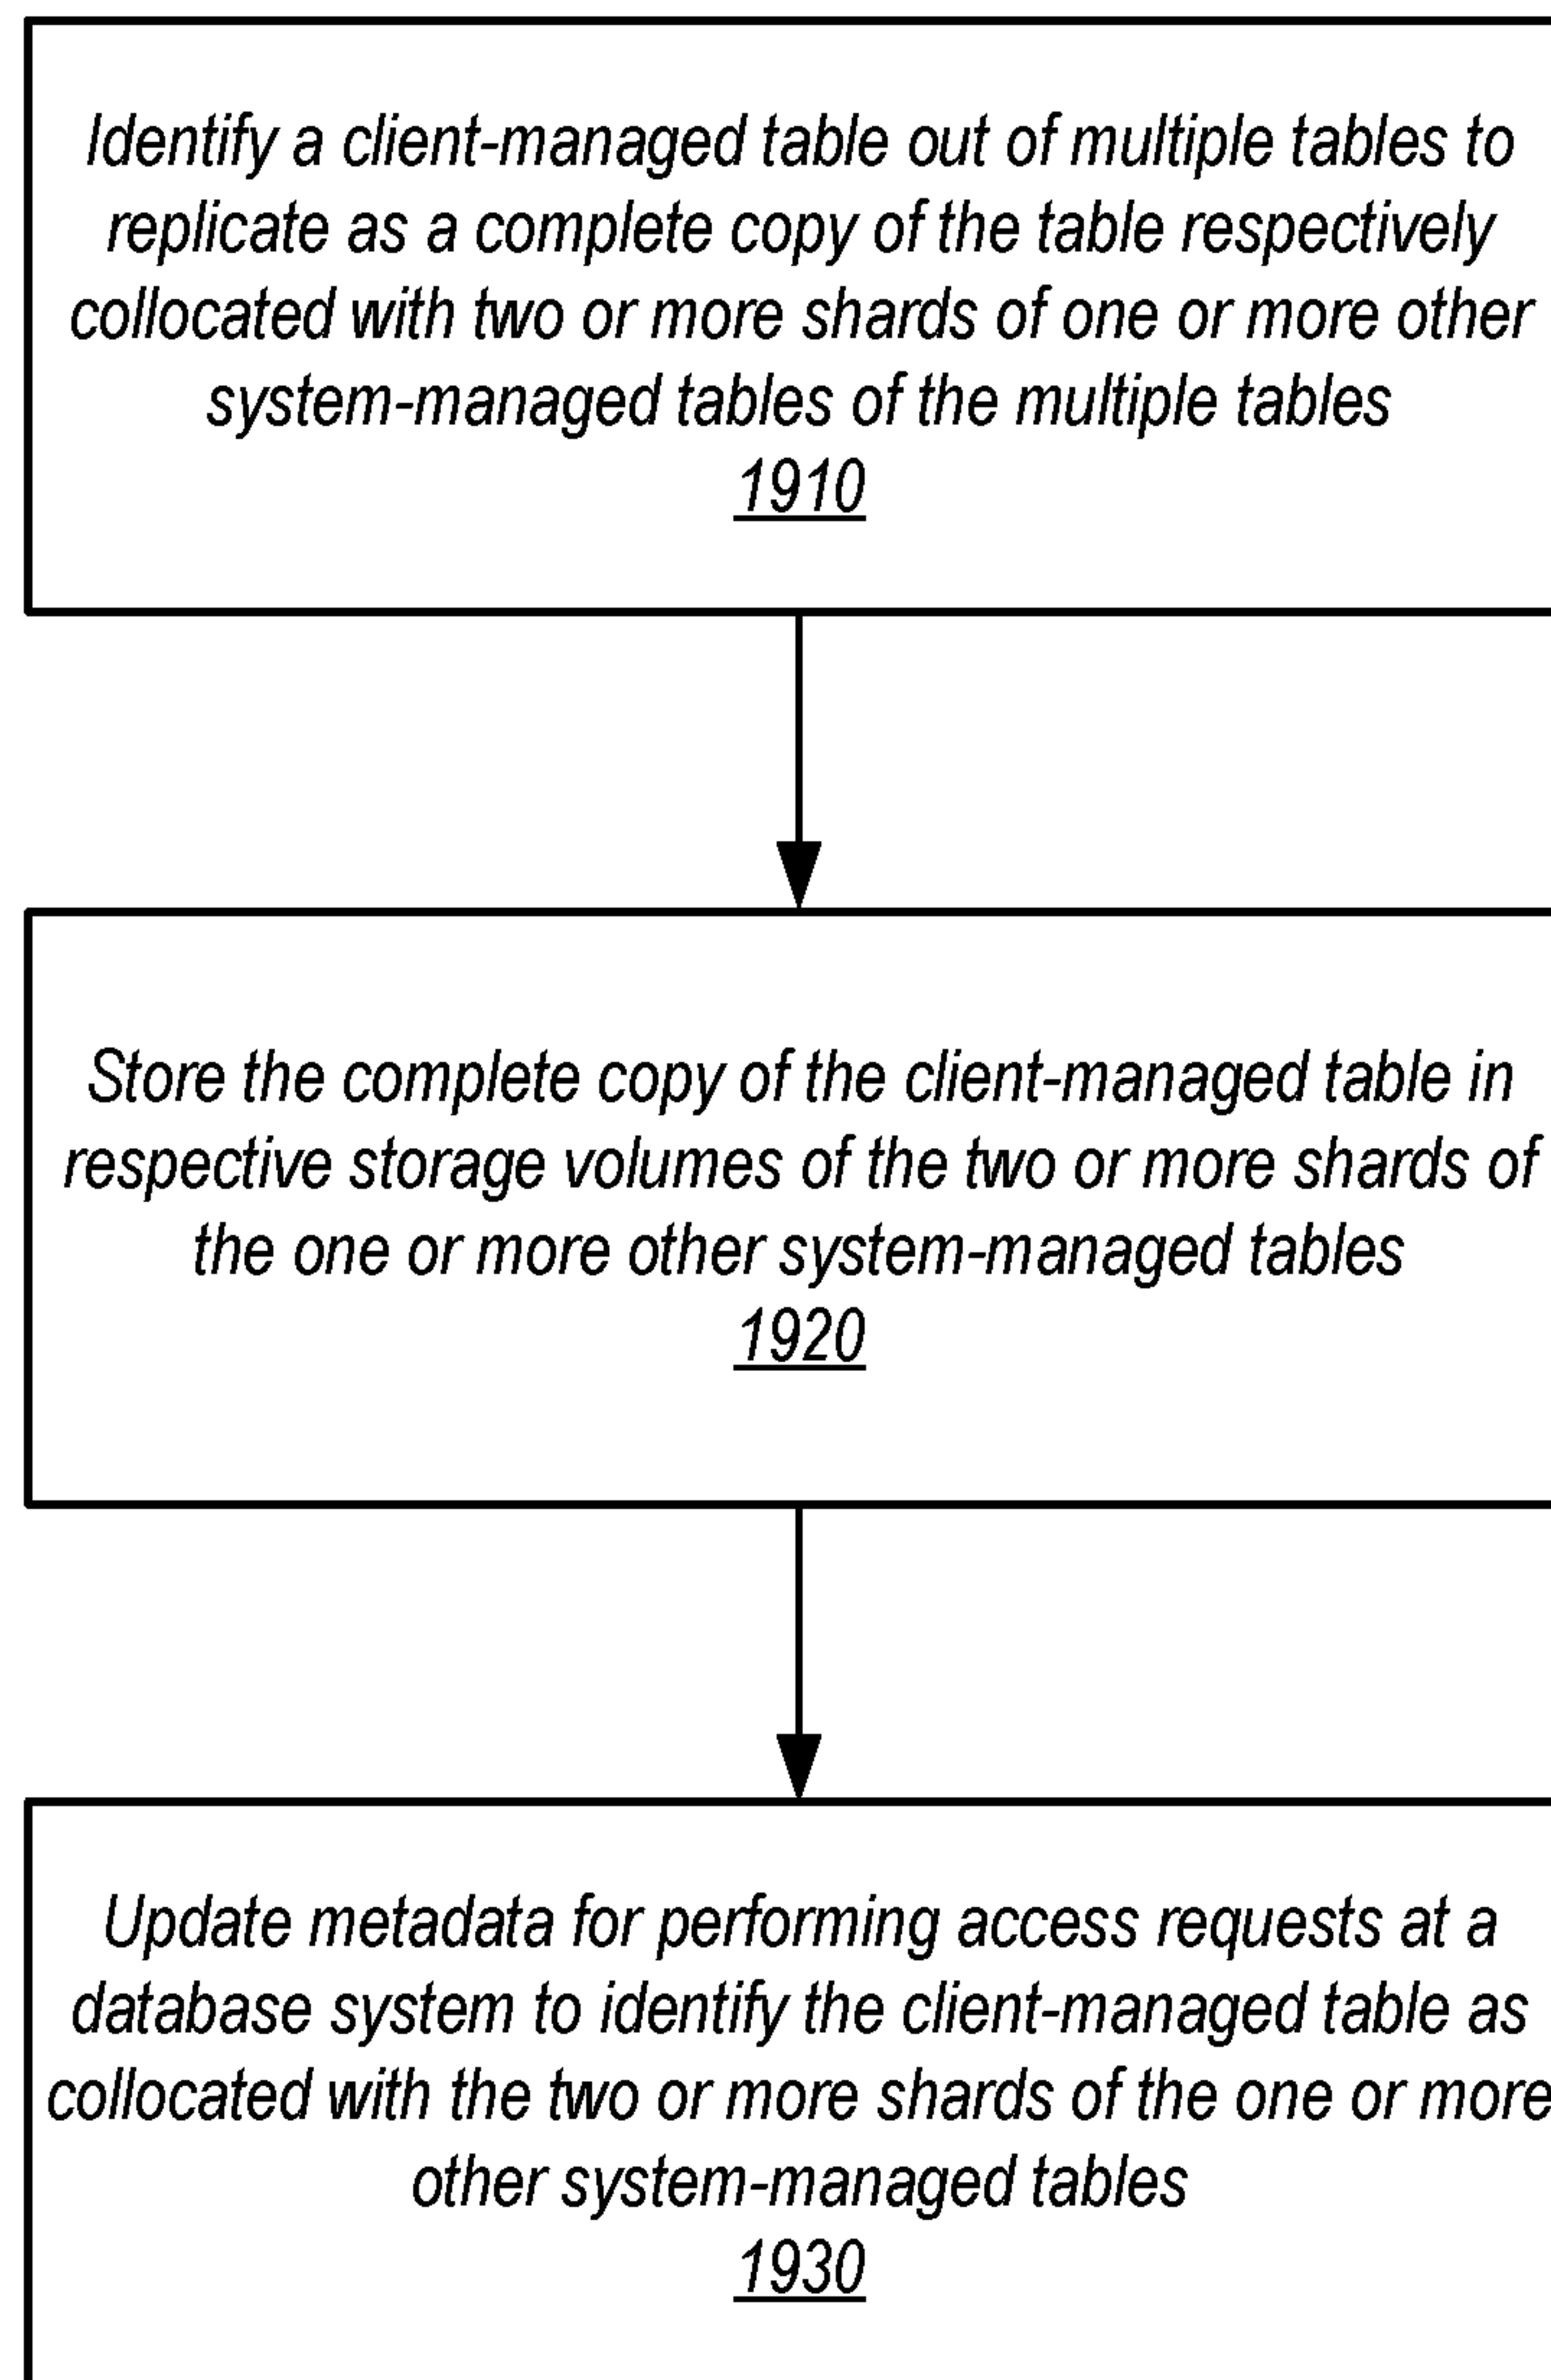 Identify a client-managed table out of multiple tables to
replicate as a complete copy of the table respectively
collocated with two or more shards of one or more other
system-managed tables of the multiple tables
1910
Store the complete copy of the client-managed table in
respective storage volumes of the two or more shards of
the one or more other system-managed tables
1920
Update metadata for performing access requests at a
database system to identify the client-managed table as
collocated with the two or more shards of the one or more
other system-managed tables
1930